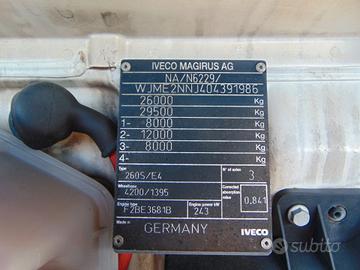 IVECO MAGIRUS AG
NA/N6229/
WJME2NNJ404391986
26000 Kg
29500 Kg
1- 8000 Kg
2- 12000 Kg
3- 8000 Kg
4- Kg
Type N° of axles
260S/E4 3
Wheelbase Corrected absorption value
4200/1395 0.841
Engine type Engine power kW
F2BE3681B 243
Made in
GERMANY IVECO
subito